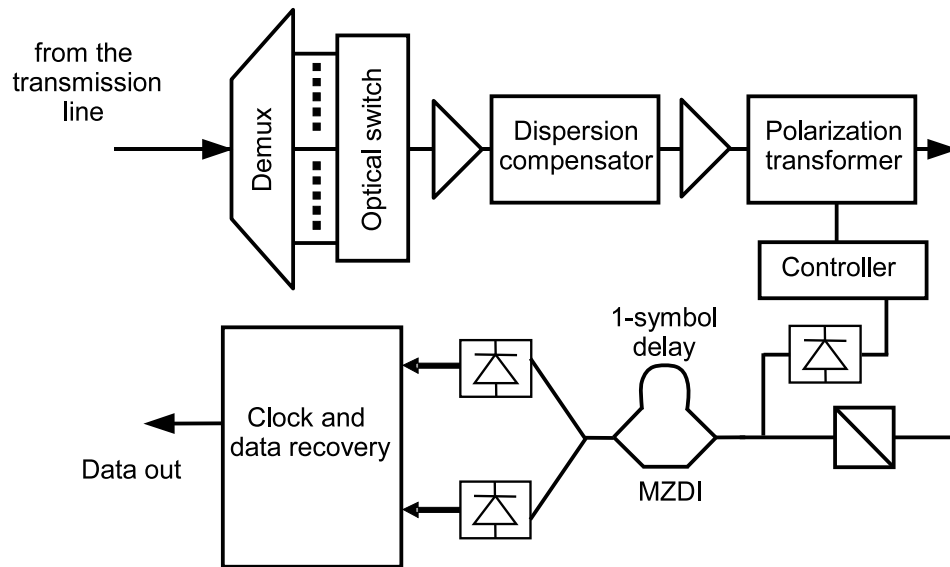 from the
transmission
line
Demux
Optical switch
Dispersion
compensator
Polarization
transformer
Controller
1-symbol
delay
MZDI
Clock and
data recovery
Data out